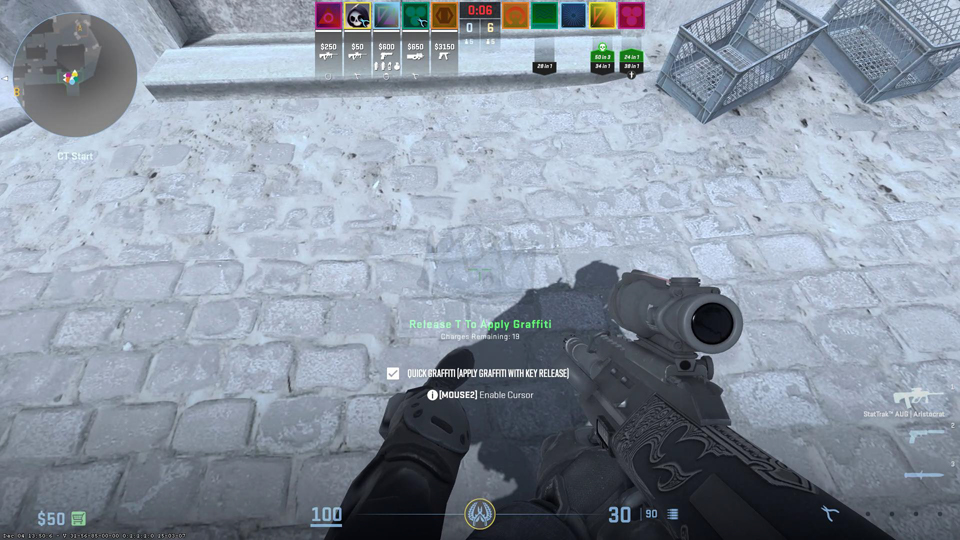 0:06
0 6
$250 $50 $600 $650 $3150
28 in 1
50 in 3 24 in 1
34 in 1 38 in 1
B
CT Start
Release T To Apply Graffiti
Charges Remaining: 19
QUICK GRAFFITI (APPLY GRAFFITI WITH KEY RELEASE)
[MOUSE2] Enable Cursor
StatTrak™ AUG | Aristocrat
2
3
$50
100
30 90